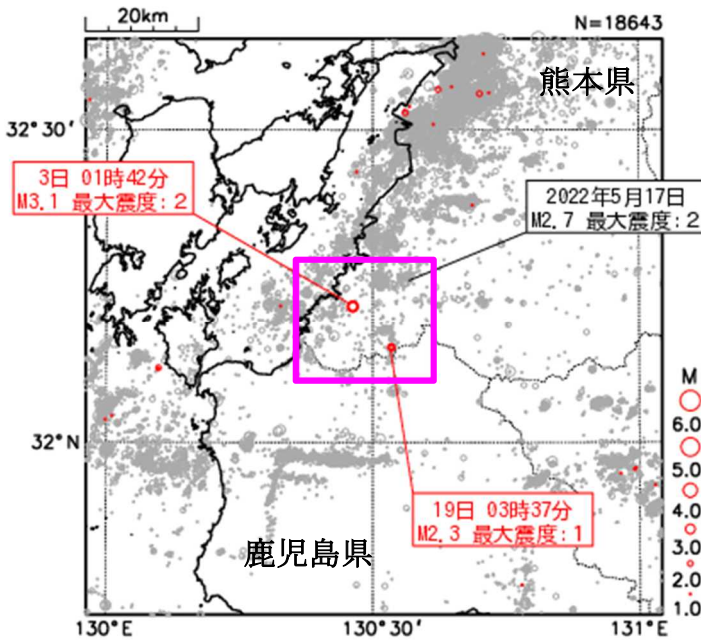 20km
N=18643
熊本県
32°30′
3日 01時42分
M3.1 最大震度:2
2022年5月17日
M2.7 最大震度:2
32°N
19日 03時37分
M2.3 最大震度:1
鹿児島県
M
6.0
5.0
4.0
3.0
2.0
1.0
130°E
130°30′
131°E